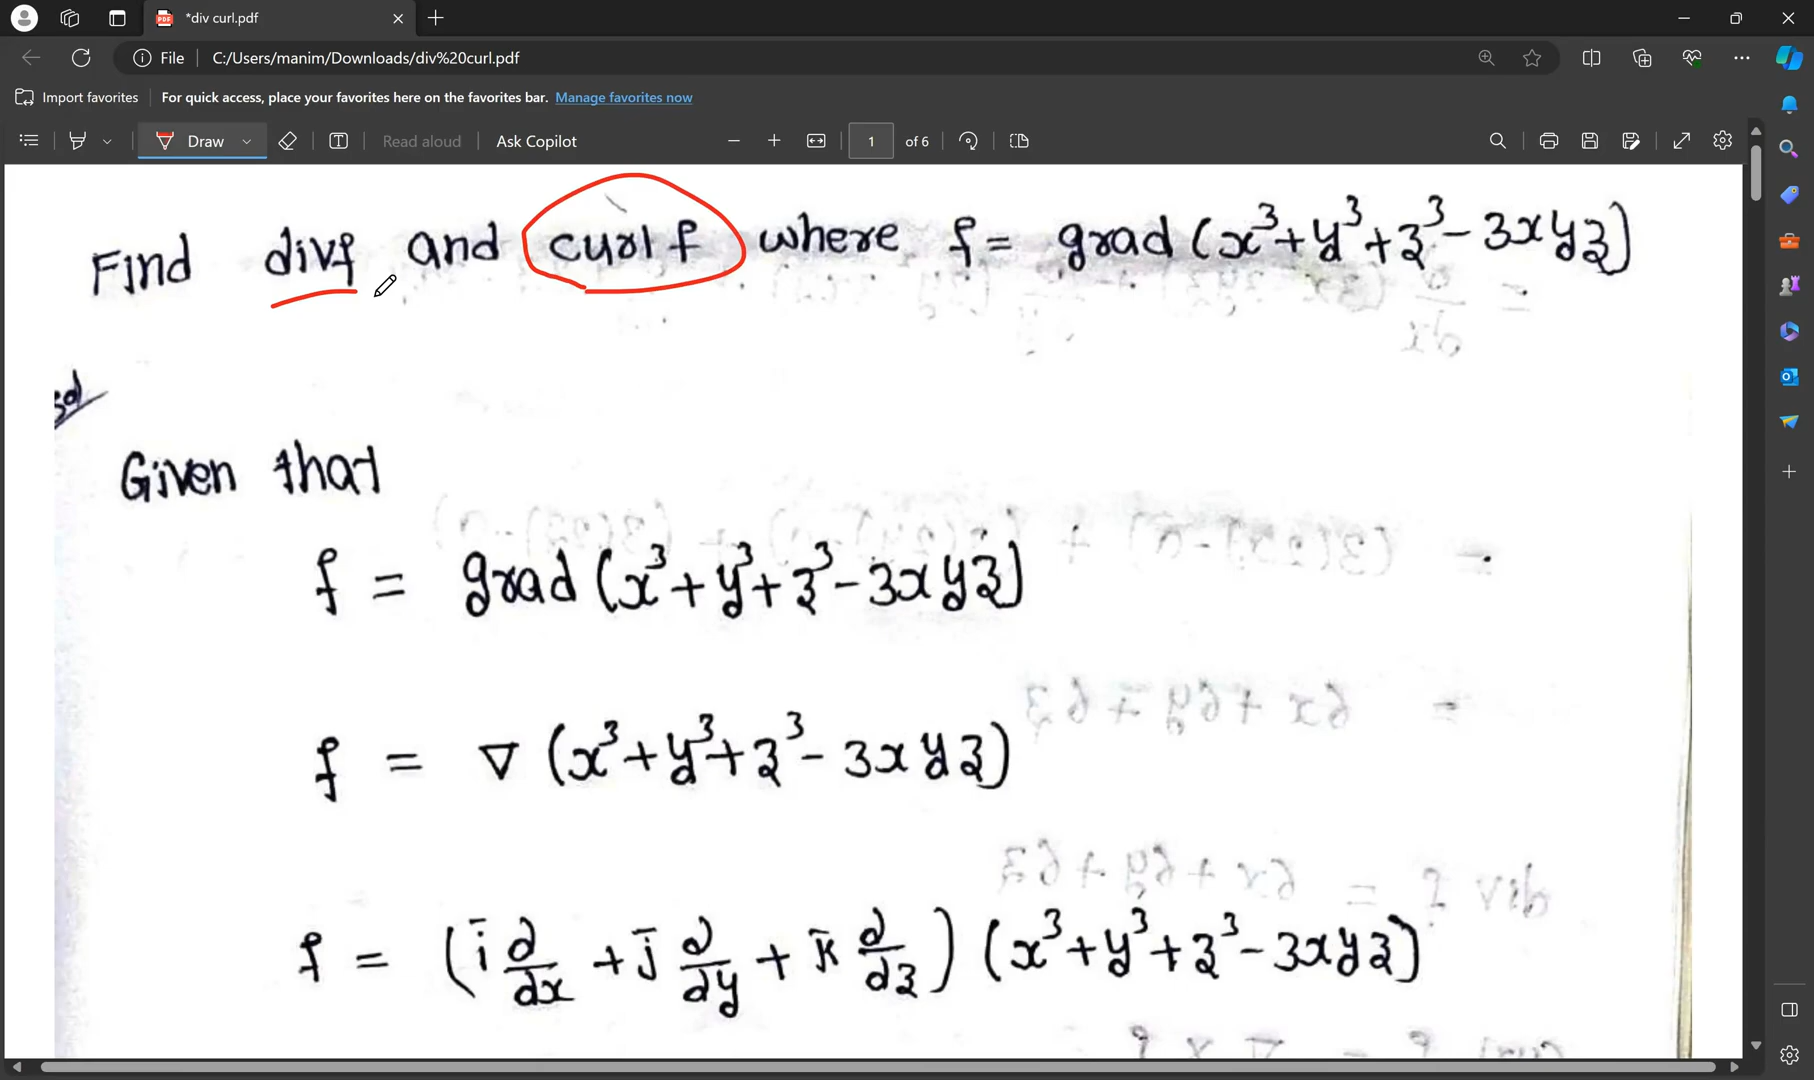 *div curl.pdf
File C:/Users/manim/Downloads/div%20curl.pdf
Import favorites For quick access, place your favorites here on the favorites bar. Manage favorites now
Draw Read aloud Ask Copilot 1 of 6
Find divf and curl f where f = grad (x³+y³+z³-3xyz)
sol
Given that
f = grad (x³+y³+z³-3xyz)
f = ∇ (x³+y³+z³-3xyz)
f = (i̅ ∂/∂x + j̅ ∂/∂y + k̅ ∂/∂z) (x³+y³+z³-3xyz)